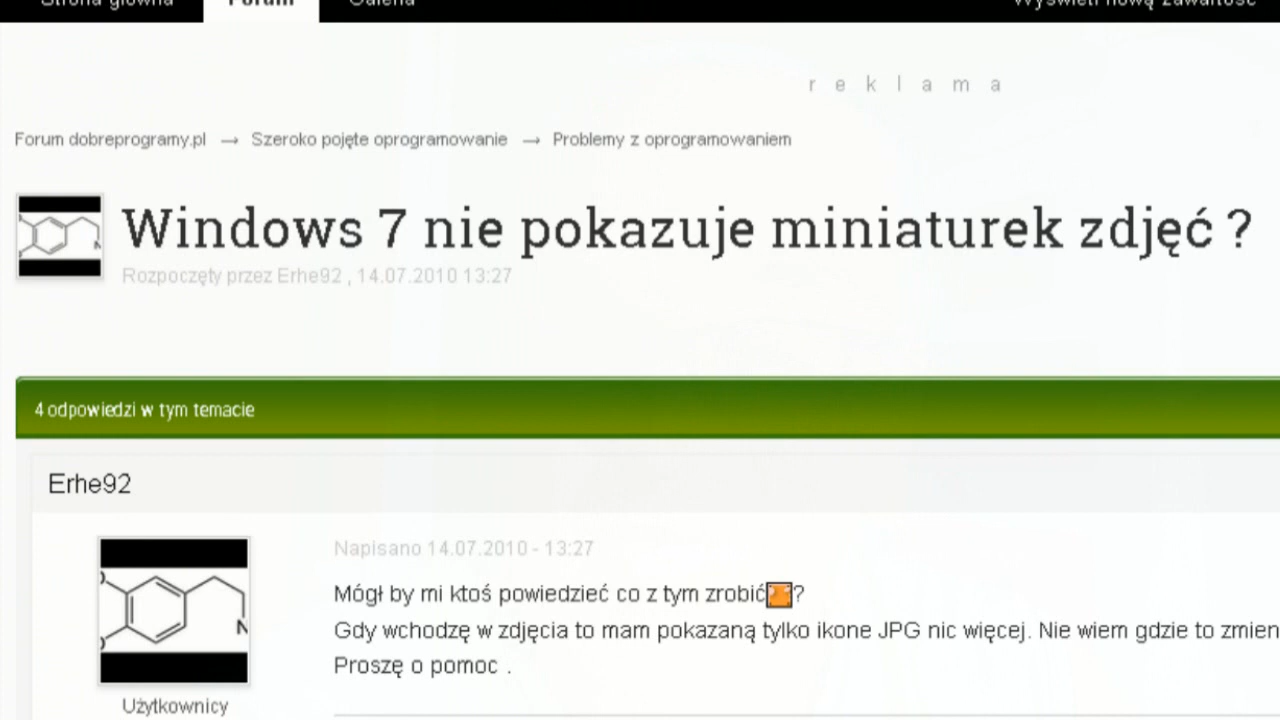 Strona główna Forum Galeria Wyświetl nową zawartość
r e k l a m a
Forum dobreprogramy.pl → Szeroko pojęte oprogramowanie → Problemy z oprogramowaniem
Windows 7 nie pokazuje miniaturek zdjęć ?
Rozpoczęty przez Erhe92 , 14.07.2010 13:27
4 odpowiedzi w tym temacie
Erhe92
Napisano 14.07.2010 - 13:27
Mógł by mi ktoś powiedzieć co z tym zrobić?
Gdy wchodzę w zdjęcia to mam pokazaną tylko ikone JPG nic więcej. Nie wiem gdzie to zmien
Proszę o pomoc .
N
N
Użytkownicy